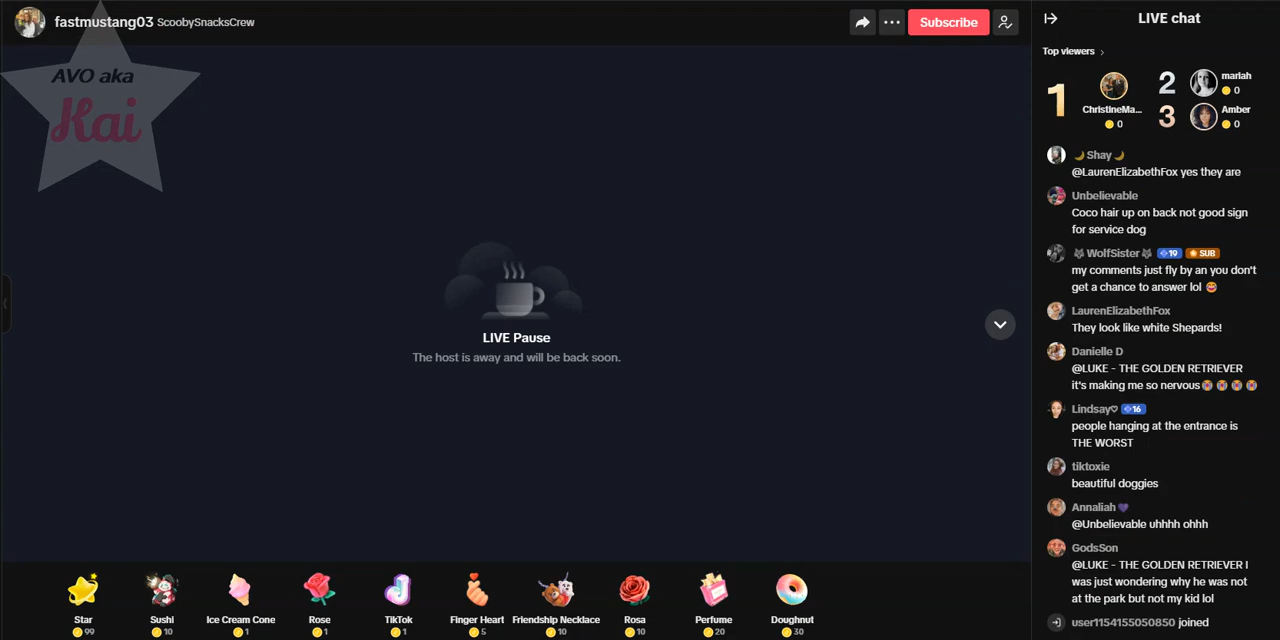 fastmustang03 ScoobySnacksCrew
Subscribe
AVO aka
Kai
LIVE Pause
The host is away and will be back soon.
Star
99
Sushi
10
Ice Cream Cone
1
Rose
1
TikTok
1
Finger Heart
5
Friendship Necklace
10
Rosa
10
Perfume
20
Doughnut
30
LIVE chat
Top viewers
1
ChristineMa...
0
2
mariah
0
3
Amber
0
Shay
@LaurenElizabethFox yes they are
Unbelievable
Coco hair up on back not good sign
for service dog
WolfSister 19 SUB
my comments just fly by an you don't
get a chance to answer lol
LaurenElizabethFox
They look like white Shepards!
Danielle D
@LUKE - THE GOLDEN RETRIEVER
it's making me so nervous
Lindsay♡ 16
people hanging at the entrance is
THE WORST
tiktoxie
beautiful doggies
Annaliah
@Unbelievable uhhhh ohhh
GodsSon
@LUKE - THE GOLDEN RETRIEVER I
was just wondering why he was not
at the park but not my kid lol
user1154155050850 joined